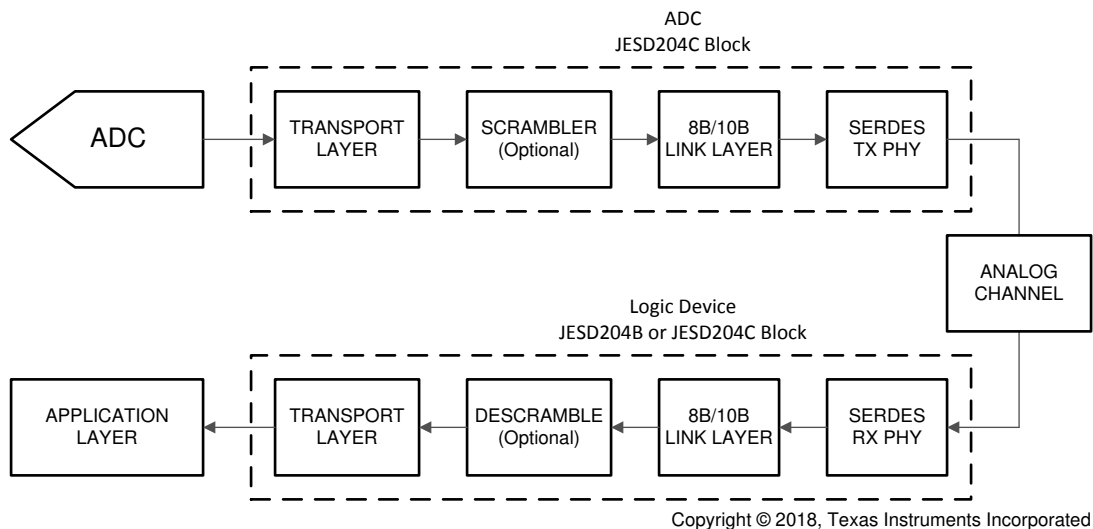 ADC
JESD204C Block
ADC
TRANSPORT
LAYER
SCRAMBLER
(Optional)
8B/10B
LINK LAYER
SERDES
TX PHY
ANALOG
CHANNEL
Logic Device
JESD204B or JESD204C Block
APPLICATION
LAYER
TRANSPORT
LAYER
DESCRAMBLE
(Optional)
8B/10B
LINK LAYER
SERDES
RX PHY
Copyright © 2018, Texas Instruments Incorporated